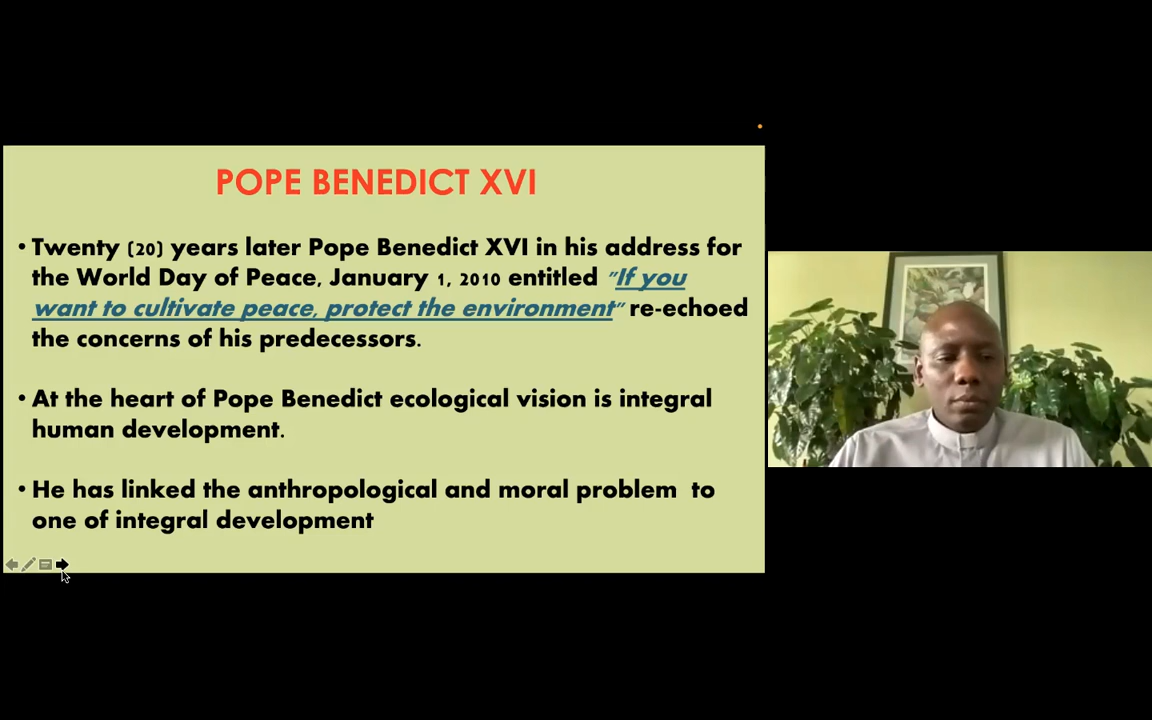 POPE BENEDICT XVI
• Twenty (20) years later Pope Benedict XVI in his address for
the World Day of Peace, January 1, 2010 entitled "If you
want to cultivate peace, protect the environment" re-echoed
the concerns of his predecessors.
• At the heart of Pope Benedict ecological vision is integral
human development.
• He has linked the anthropological and moral problem to
one of integral development